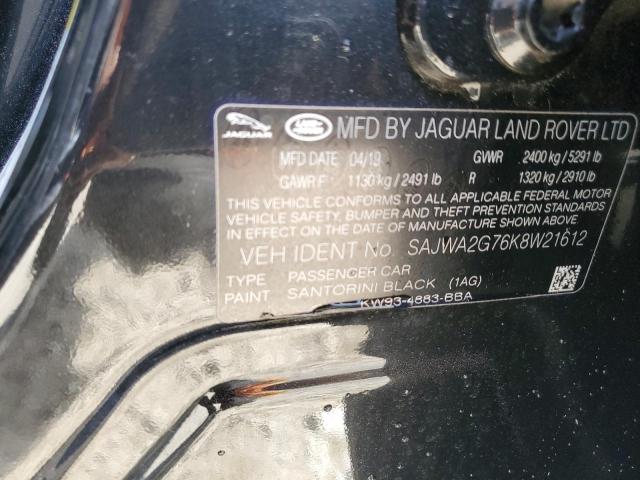 JAGUAR LAND ROVER MFD BY JAGUAR LAND ROVER LTD
MFD DATE 04/19 GVWR 2400 kg / 5291 lb
GAWR F 1130 kg / 2491 lb R 1320 kg / 2910 lb
THIS VEHICLE CONFORMS TO ALL APPLICABLE FEDERAL MOTOR
VEHICLE SAFETY, BUMPER AND THEFT PREVENTION STANDARDS
IN EFFECT ON THE DATE OF MANUFACTURE SHOWN ABOVE
VEH IDENT No SAJWA2G76K8W21612
TYPE PASSENGER CAR
PAINT SANTORINI BLACK (1AG)
KW93-4883-BBA